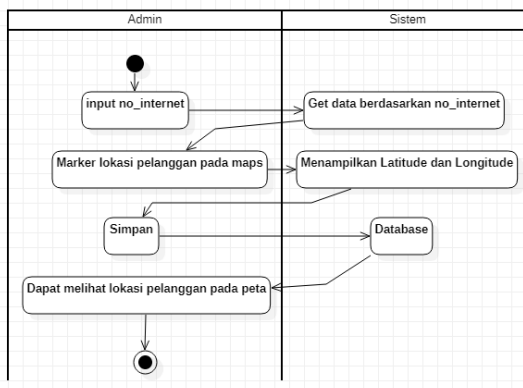 Admin
Sistem
input no_internet
Get data berdasarkan no_internet
Marker lokasi pelanggan pada maps
Menampilkan Latitude dan Longitude
Simpan
Database
Dapat melihat lokasi pelanggan pada peta